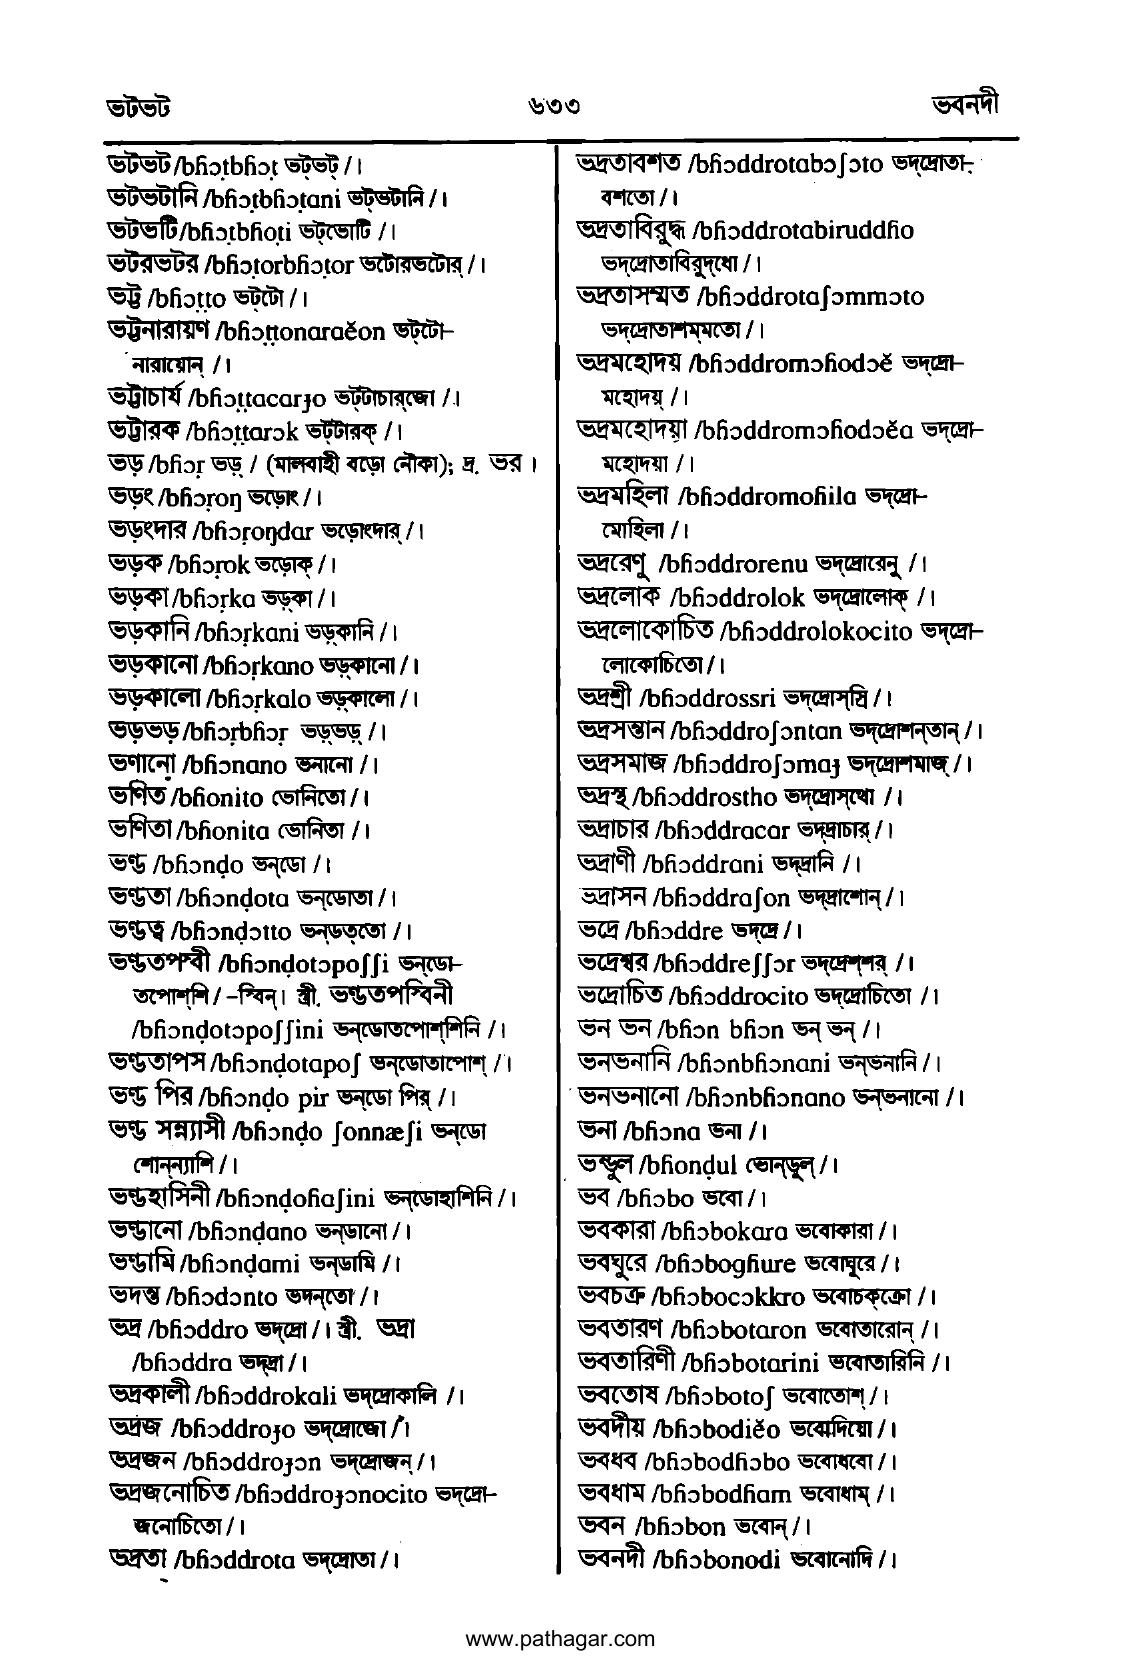 ভটভট ৬৩৩ ভবনদী
ভটভট /bɦɔṭbɦɔṭ ভট্‌ভট্ /।
ভটভটানি /bɦɔṭbɦɔṭani ভট্‌ভটানি /।
ভটভটি /bɦɔṭbɦoṭi ভট্‌ভোটি /।
ভটরভটর /bɦɔṭorbɦɔṭor ভটোরভটোর্ /।
ভট্ট /bɦɔṭṭo ভট্‌টো /।
ভট্টনারায়ণ /bɦɔṭṭonaraĕon ভট্‌টো–
নারায়োন্ /।
ভট্টাচার্য /bɦɔṭṭacarɟo ভট্‌টাচার্‌জো /।
ভট্টারক /bɦɔṭṭarɔk ভট্‌টারক্ /।
ভড় /bɦɔṛ ভড়্ / (মালবাহী বড়ো নৌকা); দ্র. ভর।
ভড়ং /bɦɔṛoŋ ভড়োং /।
ভড়ংদার /bɦɔṛoŋdar ভড়োংদার্ /।
ভড়ক /bɦɔṛok ভড়োক্ /।
ভড়কা /bɦɔṛka ভড়্‌কা /।
ভড়কানি /bɦɔṛkani ভড়্‌কানি /।
ভড়কানো /bɦɔṛkano ভড়্‌কানো /।
ভড়কালো /bɦɔṛkalo ভড়্‌কালো /।
ভড়ভড় /bɦɔṛbɦɔṛ ভড়্‌ভড়্ /।
ভণানো /bɦɔnano ভনানো /।
ভণিত /bɦonito ভোনিতো /।
ভণিতা /bɦonita ভোনিতা /।
ভণ্ড /bɦɔnḍo ভন্‌ডো /।
ভণ্ডতা /bɦɔnḍota ভন্‌ডোতা /।
ভণ্ডত্ব /bɦɔnḍɔtto ভন্‌ডত্‌তো /।
ভণ্ডতপস্বী /bɦɔnḍotɔpoʃʃi ভন্‌ডো–
তপোশ্‌শি / –স্বিন্। স্ত্রী. ভণ্ডতপস্বিনী
/bɦɔnḍotɔpoʃʃini ভন্‌ডোতপোশ্‌শিনি /।
ভণ্ডতাপস /bɦɔnḍotapoʃ ভন্‌ডোতাপোশ্ /।
ভণ্ড পির /bɦɔnḍo pir ভন্‌ডো পির্ /।
ভণ্ড সন্ন্যাসী /bɦɔnḍo ʃonnæʃi ভন্‌ডো
শোন্‌ন্যাশি /।
ভণ্ডহাসিনী /bɦɔnḍoɦaʃini ভন্‌ডোহাশিনি /।
ভণ্ডানো /bɦɔnḍano ভন্‌ডানো /।
ভণ্ডামি /bɦɔnḍami ভন্‌ডামি /।
ভদন্ত /bɦɔdɔnto ভদন্‌তো /।
ভদ্র /bɦɔddro ভদ্‌দ্রো /। স্ত্রী. ভদ্রা
/bɦɔddra ভদ্‌দ্রা /।
ভদ্রকালী /bɦɔddrokali ভদ্‌দ্রোকালি /।
ভদ্রজ /bɦɔddroɟo ভদ্‌দ্রোজো /।
ভদ্রজন /bɦɔddroɟɔn ভদ্‌দ্রোজন্ /।
ভদ্রজনোচিত /bɦɔddroɟɔnocito ভদ্‌দ্রো–
জনোচিতো /।
ভদ্রতা /bɦɔddrota ভদ্‌দ্রোতা /।
ভদ্রতাবশত /bɦɔddrotabɔʃɔto ভদ্‌দ্রোতা–
বশতো /।
ভদ্রতাবিরুদ্ধ /bɦɔddrotabiruddɦo
ভদ্‌দ্রোতাবিরুদ্‌ধো /।
ভদ্রতাসম্মত /bɦɔddrotaʃɔmmɔto
ভদ্‌দ্রোতাশম্‌মতো /।
ভদ্রমহোদয় /bɦɔddromɔɦodɔĕ ভদ্‌দ্রো–
মহোদয়্ /।
ভদ্রমহোদয়া /bɦɔddromɔɦodɔĕa ভদ্‌দ্রো–
মহোদয়া /।
ভদ্রমহিলা /bɦɔddromoɦila ভদ্‌দ্রো–
মোহিলা /।
ভদ্ররেণু /bɦɔddrorenu ভদ্‌দ্রোরেনু /।
ভদ্রলোক /bɦɔddrolok ভদ্‌দ্রোলোক্ /।
ভদ্রলোকোচিত /bɦɔddrolokocito ভদ্‌দ্রো–
লোকোচিতো /।
ভদ্রশ্রী /bɦɔddrossri ভদ্‌দ্রোস্‌স্রি /।
ভদ্রসন্তান /bɦɔddroʃɔntan ভদ্‌দ্রোশন্‌তান্ /।
ভদ্রসমাজ /bɦɔddroʃɔmaɟ ভদ্‌দ্রোশমাজ্ /।
ভদ্রস্থ /bɦɔddrostho ভদ্‌দ্রোস্‌থো /।
ভদ্রাচার /bɦɔddracar ভদ্‌দ্রাচার্ /।
ভদ্রাণী /bɦɔddrani ভদ্‌দ্রানি /।
ভদ্রাসন /bɦɔddraʃon ভদ্‌দ্রাশোন্ /।
ভদ্রে /bɦɔddre ভদ্‌দ্রে /।
ভদ্রেশ্বর /bɦɔddreʃʃɔr ভদ্‌দ্রেশ্‌শর্ /।
ভদ্রোচিত /bɦɔddrocito ভদ্‌দ্রোচিতো /।
ভন ভন /bɦɔn bɦɔn ভন্ ভন্ /।
ভনভনানি /bɦɔnbɦɔnani ভন্‌ভনানি /।
ভনভনানো /bɦɔnbɦɔnano ভন্‌ভনানো /।
ভনা /bɦɔna ভনা /।
ভন্ডুল /bɦonḍul ভোন্‌ডুল্ /।
ভব /bɦɔbo ভবো /।
ভবকারা /bɦɔbokara ভবোকারা /।
ভবঘুরে /bɦɔbogɦure ভবোঘুরে /।
ভবচক্র /bɦɔbocɔkkro ভবোচক্‌ক্রো /।
ভবতারণ /bɦɔbotaron ভবোতারোন্ /।
ভবতারিণী /bɦɔbotarini ভবোতারিনি /।
ভবতোষ /bɦɔbotoʃ ভবোতোশ্ /।
ভবদীয় /bɦɔbodiĕo ভবোদিয়ো /।
ভবধব /bɦɔbodɦɔbo ভবোধবো /।
ভবধাম /bɦɔbodɦam ভবোধাম্ /।
ভবন /bɦɔbon ভবোন্ /।
ভবনদী /bɦɔbonodi ভবোনোদি /।
www.pathagar.com